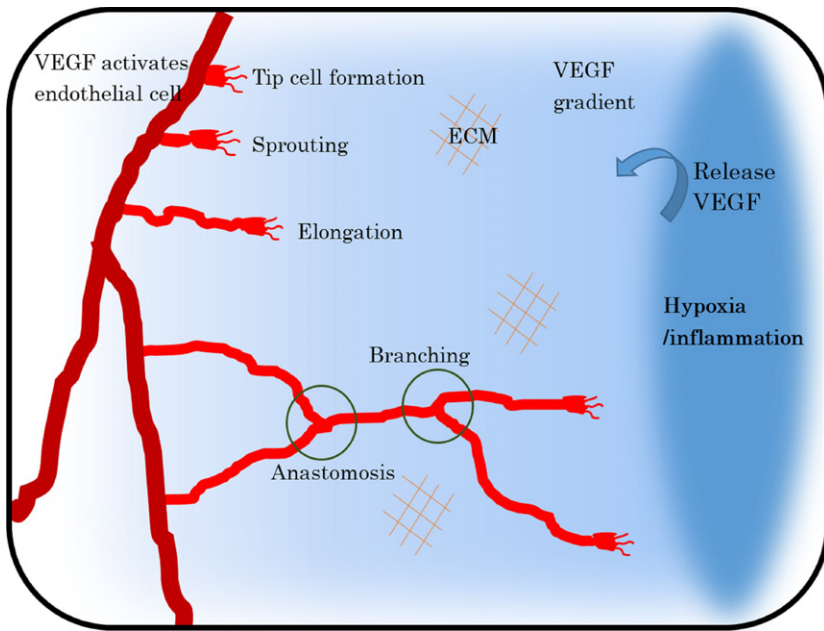 VEGF activates
endothelial cell
Tip cell formation
VEGF
gradient
ECM
Sprouting
Release
VEGF
Elongation
Hypoxia
/inflammation
Branching
Anastomosis